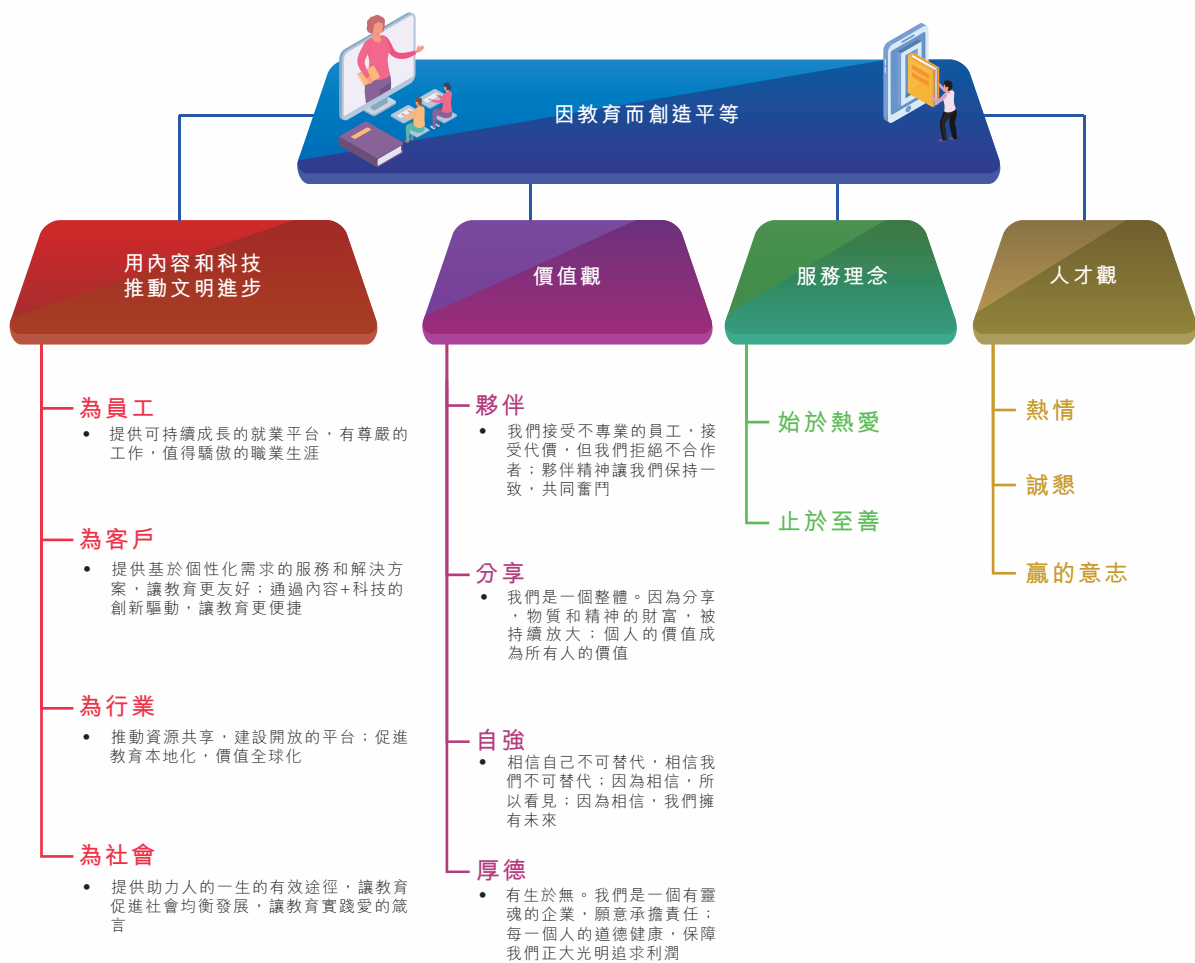 因教育而創造平等
用內容和科技
推動文明進步
價值觀
服務理念
人才觀
為員工
• 提供可持續成長的就業平台，有尊嚴的
工作，值得驕傲的職業生涯
為客戶
• 提供基於個性化需求的服務和解決方
案，讓教育更友好；通過內容+科技的
創新驅動，讓教育更便捷
為行業
• 推動資源共享，建設開放的平台；促進
教育本地化，價值全球化
為社會
• 提供助力人的一生的有效途徑，讓教育
促進社會均衡發展，讓教育實踐愛的箴
言
夥伴
• 我們接受不專業的員工，接
受代價，但我們拒絕不合作
者；夥伴精神讓我們保持一
致，共同奮鬥
分享
• 我們是一個整體。因為分享
，物質和精神的財富，被
持續放大；個人的價值成
為所有人的價值
自強
• 相信自己不可替代，相信我
們不可替代；因為相信，所
以看見；因為相信，我們擁
有未來
厚德
• 有生於無。我們是一個有靈
魂的企業，願意承擔責任；
每一個人的道德健康，保障
我們正大光明追求利潤
始於熱愛
止於至善
熱情
誠懇
贏的意志